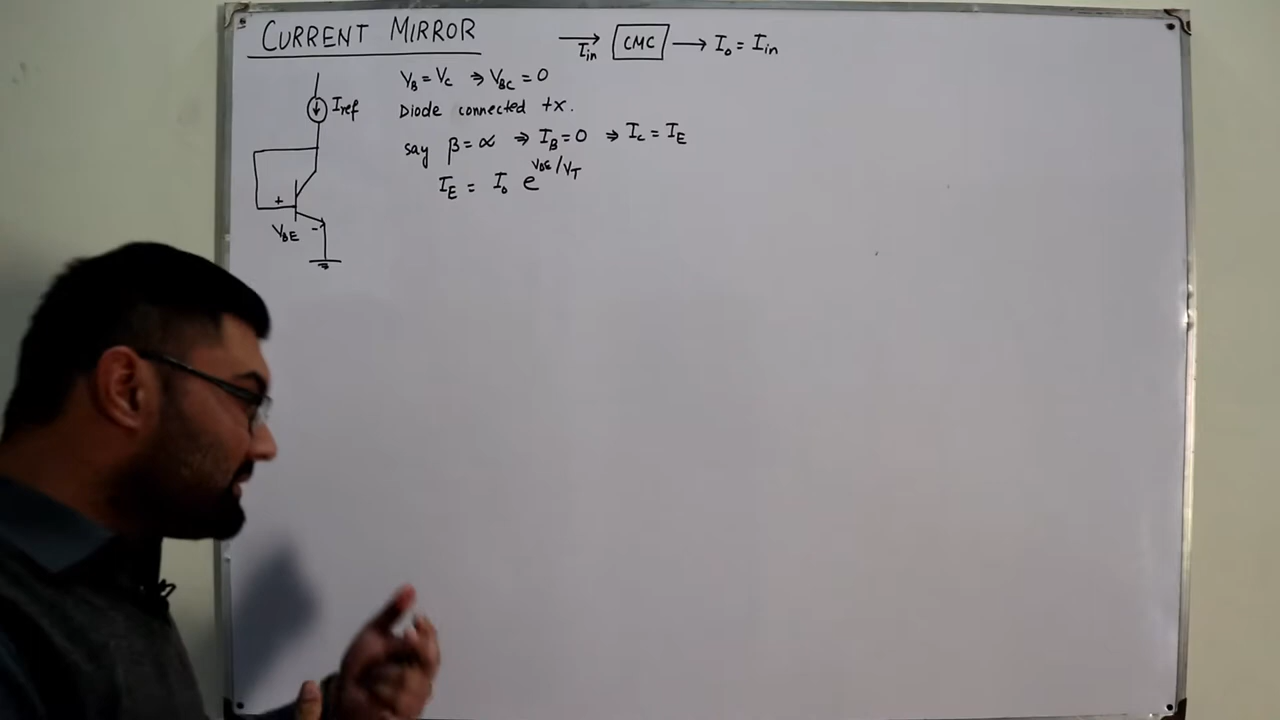 CURRENT MIRROR
Iin → CMC → Io = Iin
VB = VC ⇒ VBC = 0
Iref
Diode connected tx.
say β = α ⇒ IB = 0 ⇒ IC = IE
IE = Io e^VBE/VT
+
VBE -